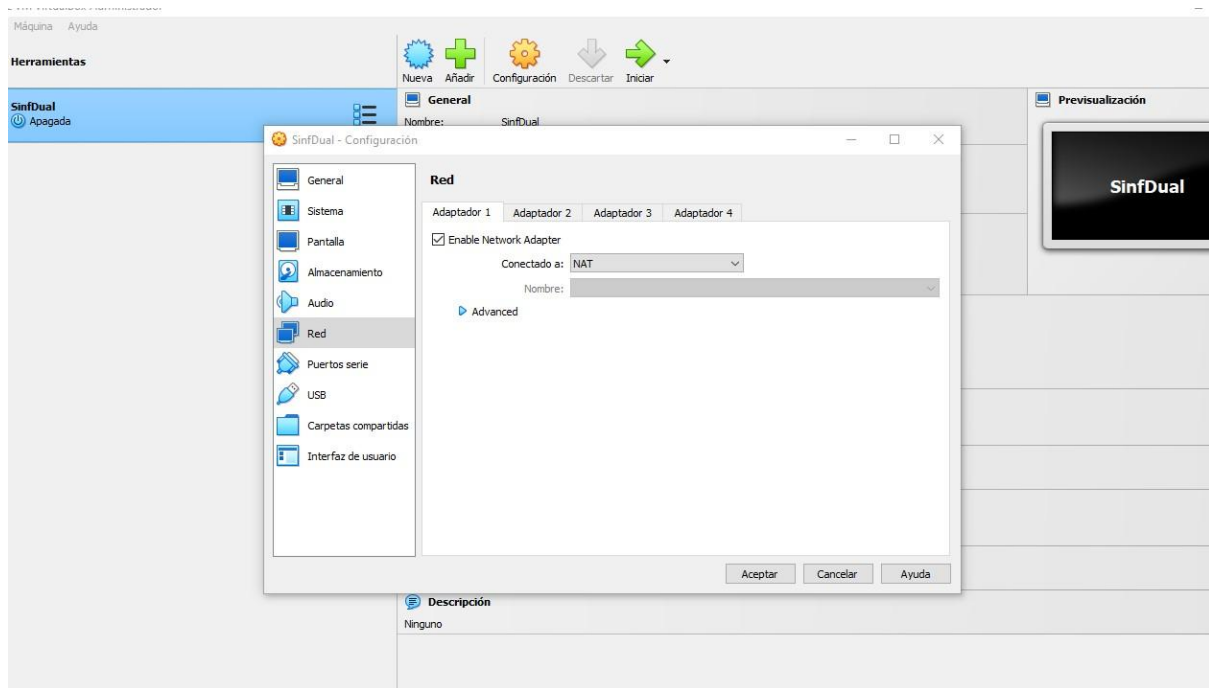 Máquina Ayuda
Herramientas
Nueva Añadir Configuración Descartar Iniciar
SinfDual
Apagada
General
Nombre: SinfDual
Previsualización
SinfDual
SinfDual - Configuración
General
Sistema
Pantalla
Almacenamiento
Audio
Red
Puertos serie
USB
Carpetas compartidas
Interfaz de usuario
Red
Adaptador 1 Adaptador 2 Adaptador 3 Adaptador 4
Enable Network Adapter
Conectado a: NAT
Nombre:
Advanced
Aceptar Cancelar Ayuda
Descripción
Ninguno